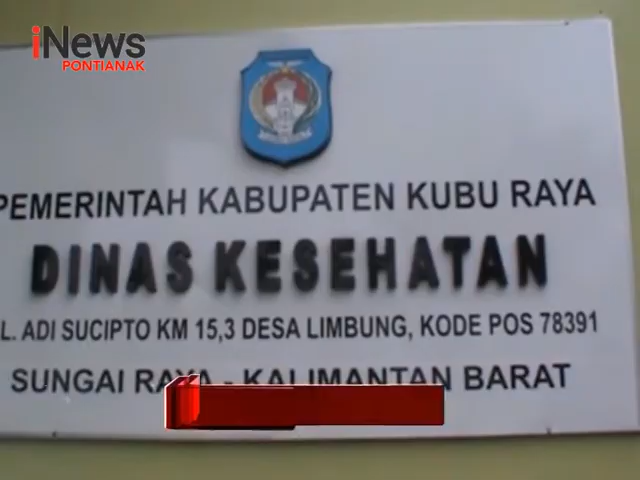 iNews
PONTIANAK
PEMERINTAH KABUPATEN KUBU RAYA
DINAS KESEHATAN
L. ADI SUCIPTO KM 15,3 DESA LIMBUNG, KODE POS 78391
SUNGAI RAYA - KALIMANTAN BARAT